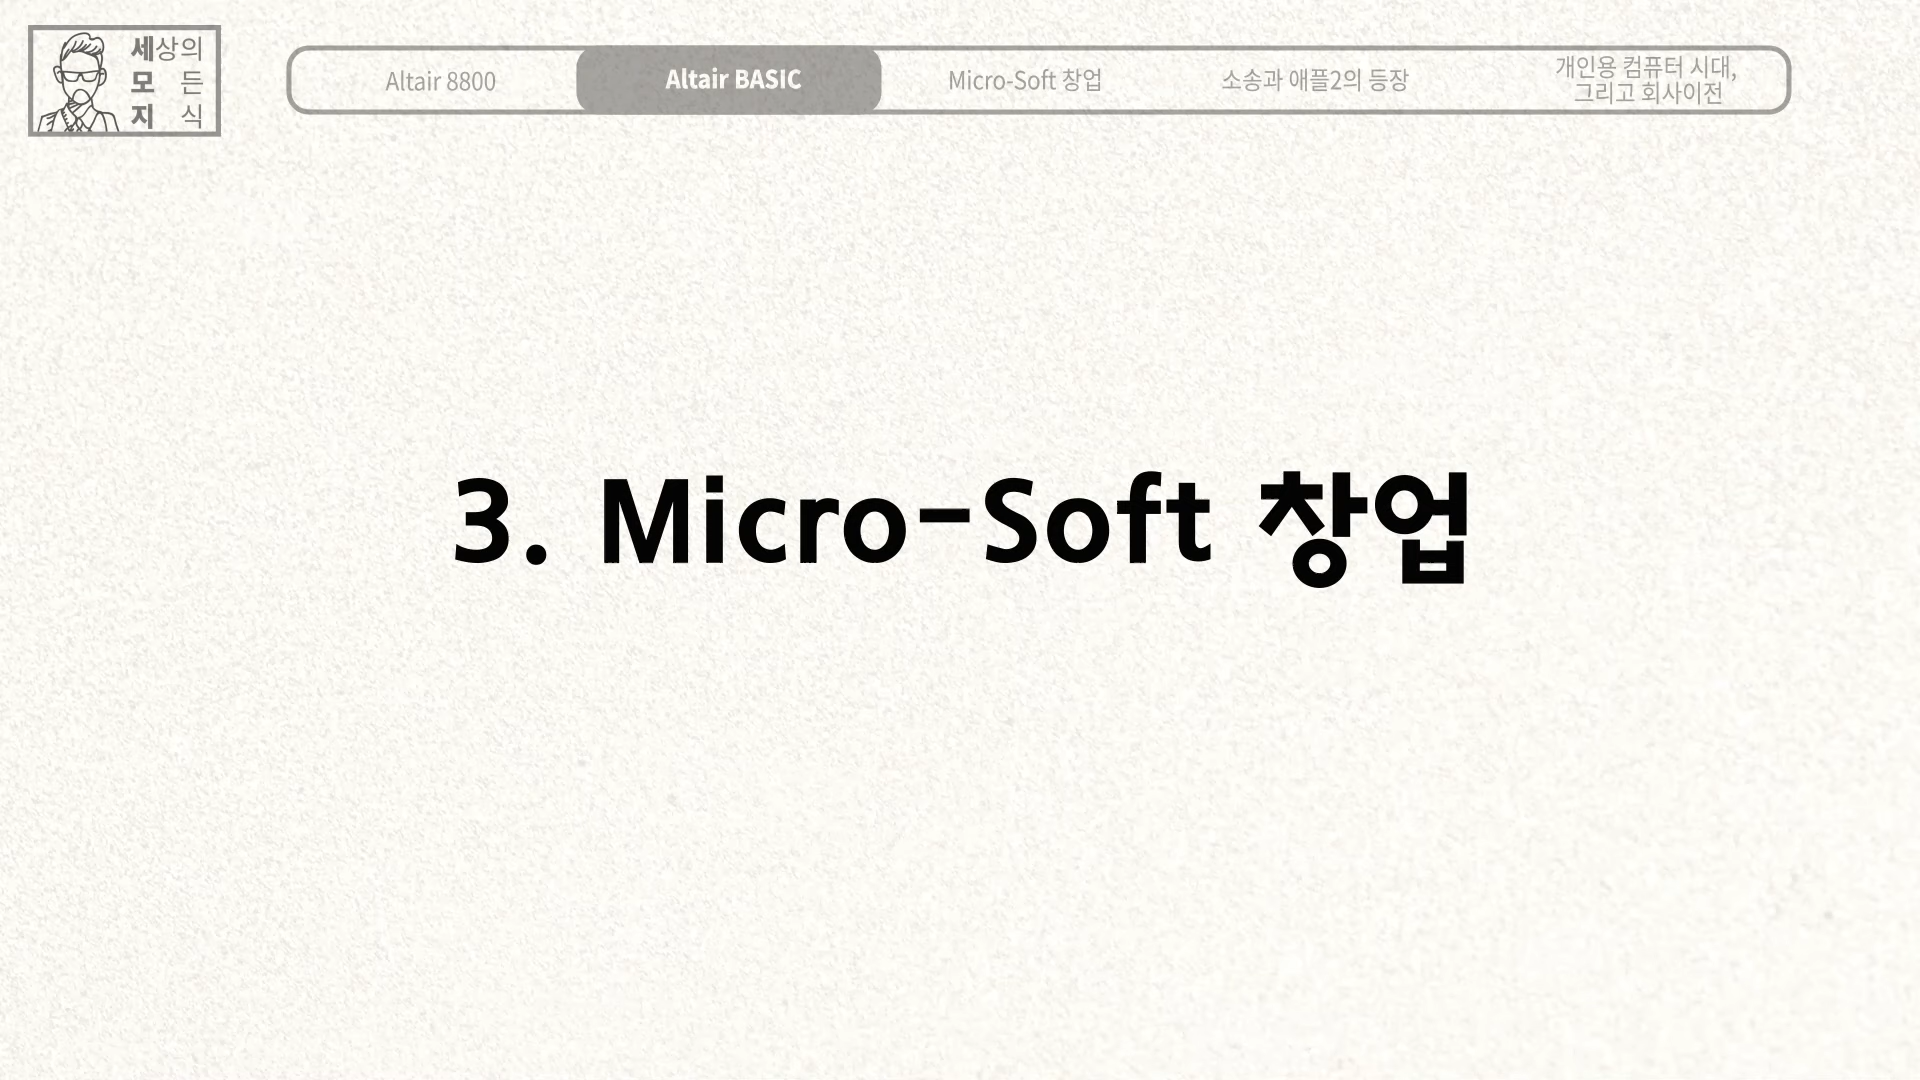 세상의
모든
지식
Altair 8800
Altair BASIC
Micro-Soft 창업
소송과 애플2의 등장
개인용 컴퓨터 시대,
그리고 회사이전
3. Micro-Soft 창업